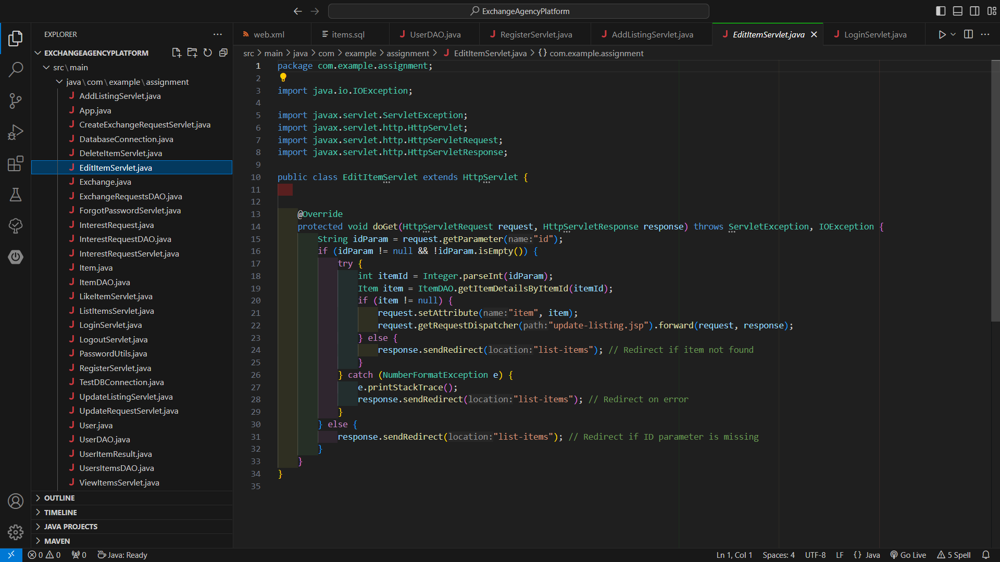 ExchangeAgencyPlatform
EXPLORER
EXCHANGEAGENCYPLATFORM
src\main
java\com\example\assignment
AddListingServlet.java
App.java
CreateExchangeRequestServlet.java
DatabaseConnection.java
DeleteItemServlet.java
EditItemServlet.java
Exchange.java
ExchangeRequestsDAO.java
ForgotPasswordServlet.java
InterestRequest.java
InterestRequestDAO.java
InterestRequestServlet.java
Item.java
ItemDAO.java
LikeItemServlet.java
ListItemsServlet.java
LoginServlet.java
LogoutServlet.java
PasswordUtils.java
RegisterServlet.java
TestDBConnection.java
UpdateListingServlet.java
UpdateRequestServlet.java
User.java
UserDAO.java
UserItemResult.java
UsersItemsDAO.java
ViewItemsServlet.java
OUTLINE
TIMELINE
JAVA PROJECTS
MAVEN
web.xml items.sql UserDAO.java RegisterServlet.java AddListingServlet.java EditItemServlet.java LoginServlet.java
src > main > java > com > example > assignment > EditItemServlet.java > {} com.example.assignment
1 package com.example.assignment;
2
3 import java.io.IOException;
4
5 import javax.servlet.ServletException;
6 import javax.servlet.http.HttpServlet;
7 import javax.servlet.http.HttpServletRequest;
8 import javax.servlet.http.HttpServletResponse;
9
10 public class EditItemServlet extends HttpServlet {
11
12
13 @Override
14 protected void doGet(HttpServletRequest request, HttpServletResponse response) throws ServletException, IOException {
15 String idParam = request.getParameter(name:"id");
16 if (idParam != null && !idParam.isEmpty()) {
17 try {
18 int itemId = Integer.parseInt(idParam);
19 Item item = ItemDAO.getItemDetailsByItemId(itemId);
20 if (item != null) {
21 request.setAttribute(name:"item", item);
22 request.getRequestDispatcher(path:"update-listing.jsp").forward(request, response);
23 } else {
24 response.sendRedirect(location:"list-items"); // Redirect if item not found
25 }
26 } catch (NumberFormatException e) {
27 e.printStackTrace();
28 response.sendRedirect(location:"list-items"); // Redirect on error
29 }
30 } else {
31 response.sendRedirect(location:"list-items"); // Redirect if ID parameter is missing
32 }
33 }
34 }
35
0 0 0 Java: Ready Ln 1, Col 1 Spaces: 4 UTF-8 LF {} Java Go Live 5 Spell